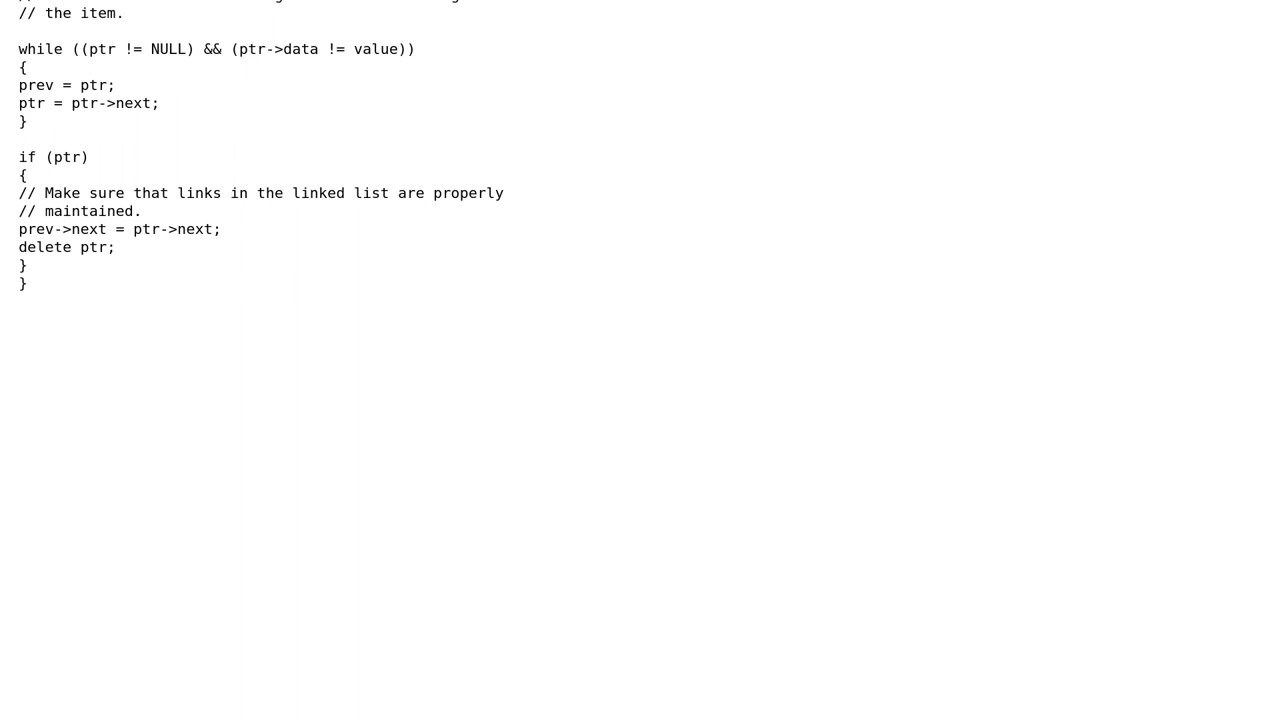 // the item.
while ((ptr != NULL) && (ptr->data != value))
{
prev = ptr;
ptr = ptr->next;
}
if (ptr)
{
// Make sure that links in the linked list are properly
// maintained.
prev->next = ptr->next;
delete ptr;
}
}